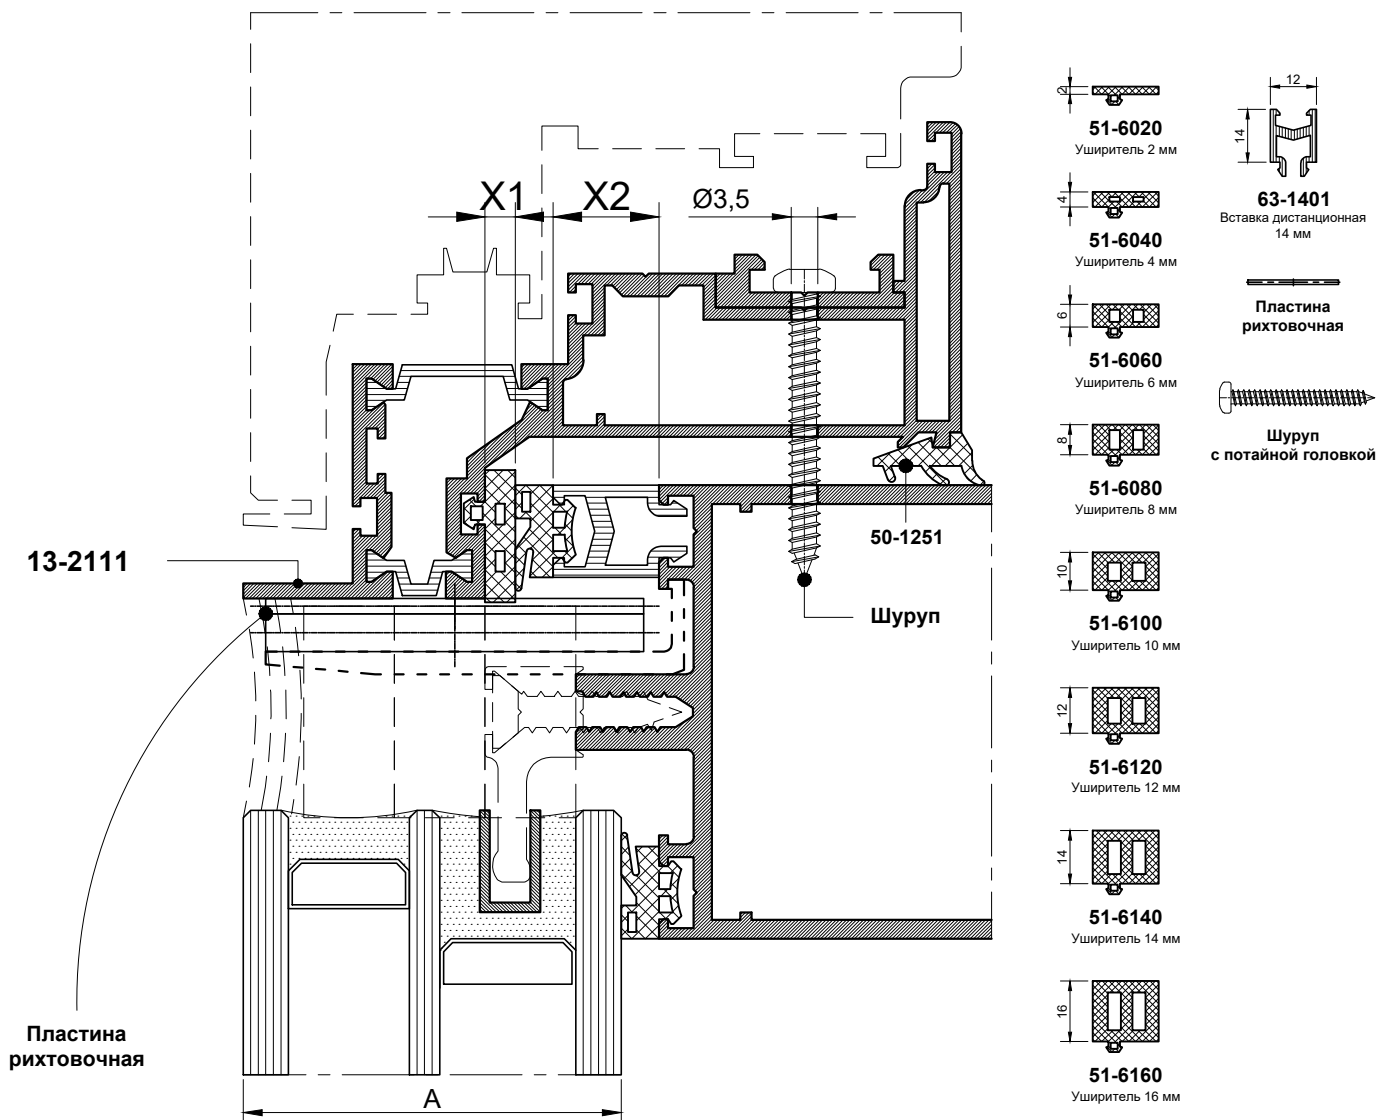 X1
X2
Ø3,5
13-2111
50-1251
Шуруп
Пластина
рихтовочная
A
2
51-6020
Уширитель 2 мм
4
51-6040
Уширитель 4 мм
6
51-6060
Уширитель 6 мм
8
51-6080
Уширитель 8 мм
10
51-6100
Уширитель 10 мм
12
51-6120
Уширитель 12 мм
14
51-6140
Уширитель 14 мм
16
51-6160
Уширитель 16 мм
12
14
63-1401
Вставка дистанционная
14 мм
Пластина
рихтовочная
Шуруп
с потайной головкой